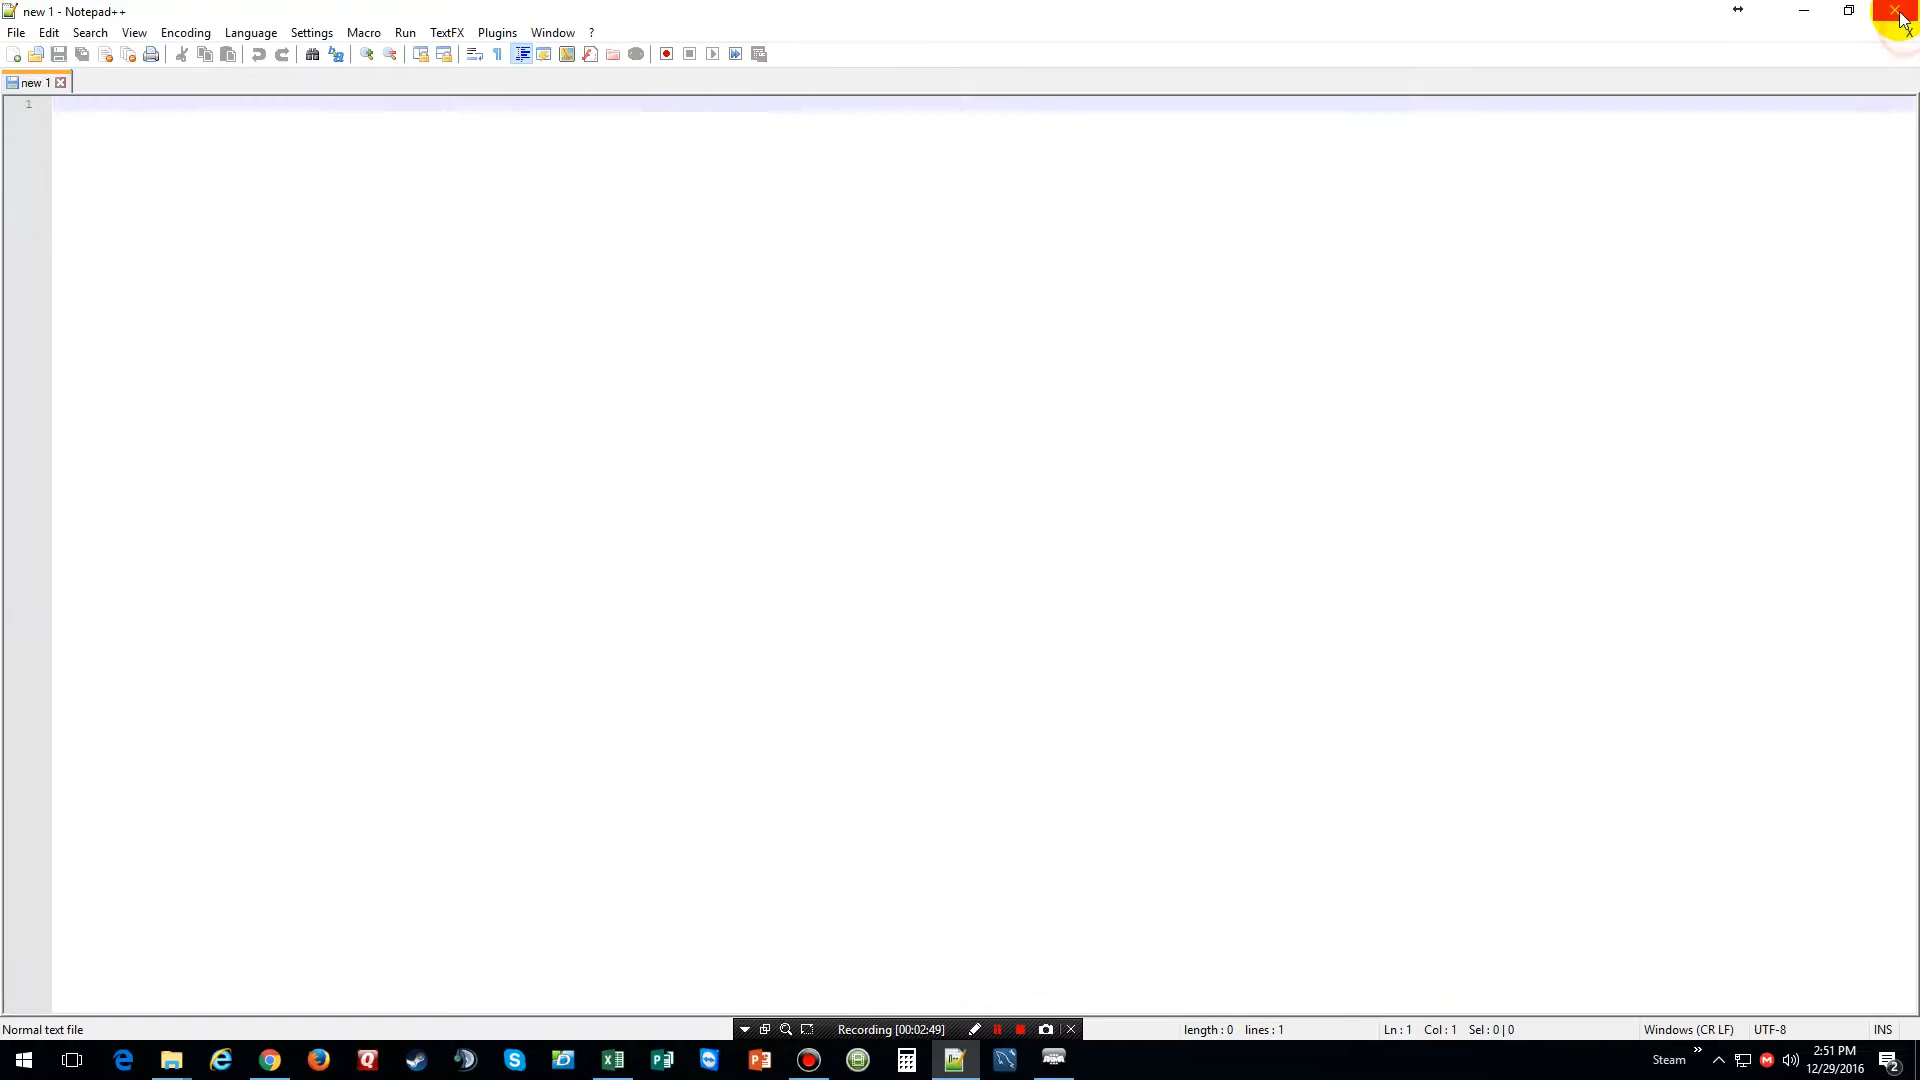 new 1 - Notepad++
File Edit Search View Encoding Language Settings Macro Run TextFX Plugins Window ?
new 1
1
Normal text file
Recording [00:02:49]
length : 0 lines : 1
Ln : 1 Col : 1 Sel : 0 | 0
Windows (CR LF)
UTF-8
INS
Steam
2:51 PM
12/29/2016
2